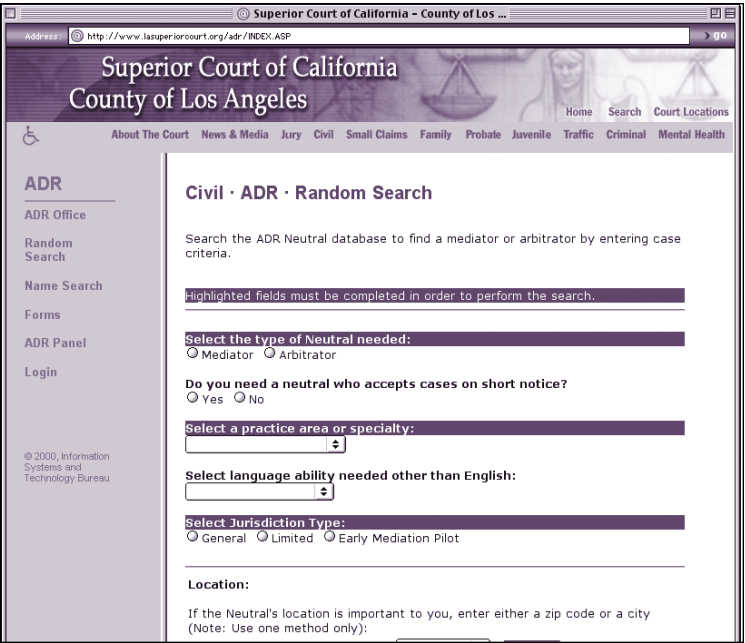 Superior Court of California – County of Los ...
Address: http://www.lasuperiorcourt.org/adr/INDEX.ASP › go
Superior Court of California
County of Los Angeles
Home Search Court Locations
About The Court News & Media Jury Civil Small Claims Family Probate Juvenile Traffic Criminal Mental Health
ADR
ADR Office
Random
Search
Name Search
Forms
ADR Panel
Login
© 2000, Information
Systems and
Technology Bureau
Civil · ADR · Random Search
Search the ADR Neutral database to find a mediator or arbitrator by entering case
criteria.
Highlighted fields must be completed in order to perform the search.
Select the type of Neutral needed:
Mediator Arbitrator
Do you need a neutral who accepts cases on short notice?
Yes No
Select a practice area or specialty:
Select language ability needed other than English:
Select Jurisdiction Type:
General Limited Early Mediation Pilot
Location:
If the Neutral's location is important to you, enter either a zip code or a city
(Note: Use one method only):